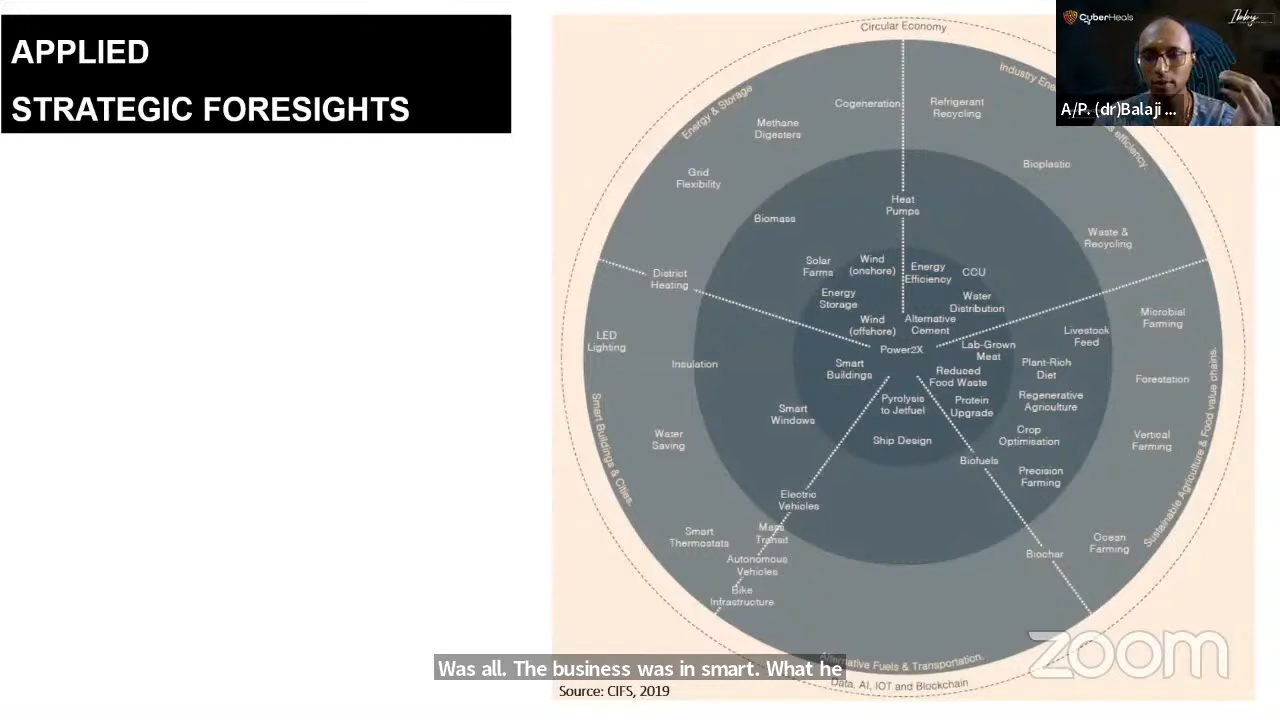 APPLIED
STRATEGIC FORESIGHTS
Circular Economy
Energy & Storage
Industry
efficiency.
Cogeneration
Refrigerant
Recycling
Methane
Digesters
Bioplastic
Grid
Flexibility
Heat
Pumps
Biomass
Waste &
Recycling
Solar
Farms
Wind
(onshore)
Energy
Efficiency
CCU
District
Heating
Energy
Storage
Water
Distribution
Wind
(offshore)
Alternative
Cement
Microbial
Farming
LED
Lighting
Power2X
Lab-Grown
Meat
Livestock
Feed
Insulation
Smart
Buildings
Reduced
Food Waste
Plant-Rich
Diet
Forestation
Pyrolysis
to Jetfuel
Protein
Upgrade
Regenerative
Agriculture
Smart
Windows
Water
Saving
Ship Design
Crop
Optimisation
Vertical
Farming
Biofuels
Precision
Farming
Electric
Vehicles
Smart
Thermostats
Mass
Transit
Autonomous
Vehicles
Bike
Infrastructure
Biochar
Ocean
Farming
Smart Buildings & Cities.
Sustainable Agriculture & Food value chains.
Alternative Fuels & Transportation.
Data, AI, IOT and Blockchain
CyberHeals
A/P. (dr)Balaji ...
zoom
Was all. The business was in smart. What he
Source: CIFS, 2019